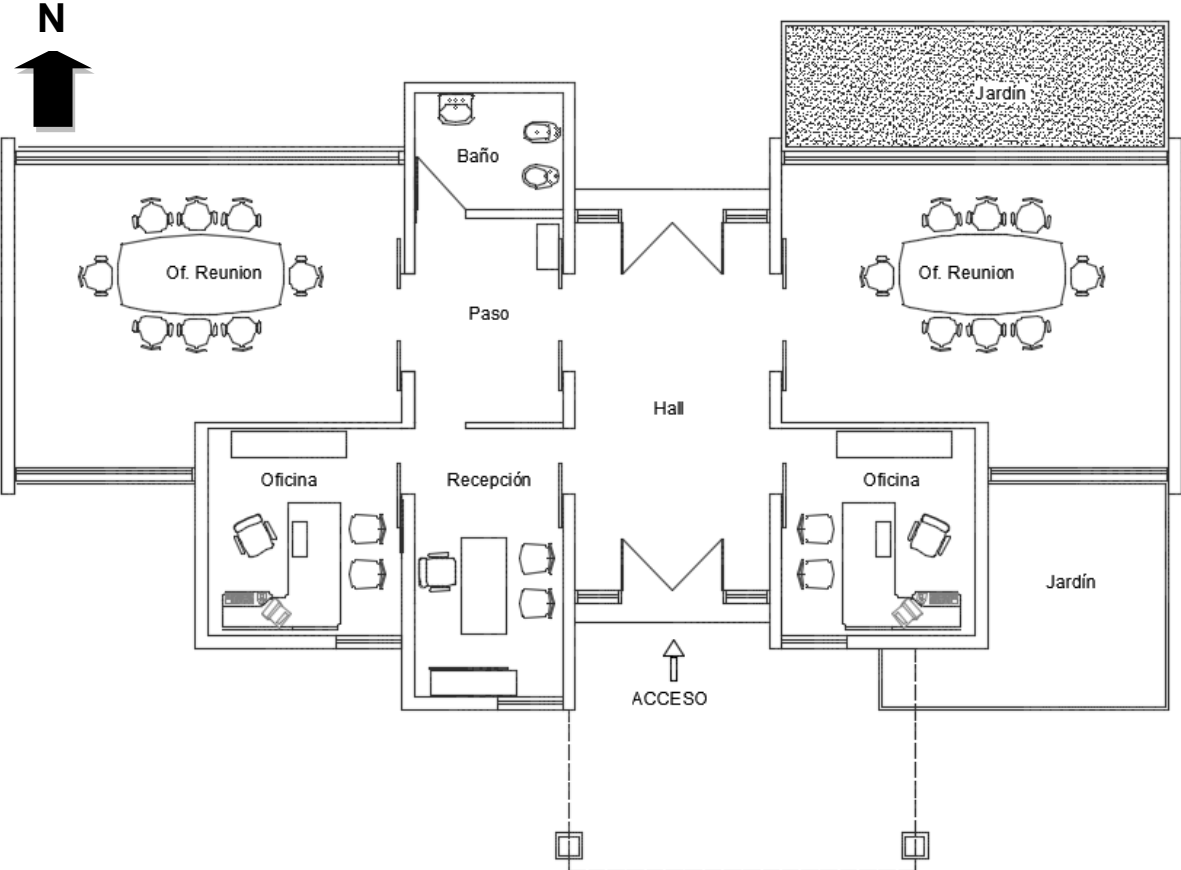 N
Jardín
Baño
Of. Reunion
Of. Reunion
Paso
Hall
Oficina
Recepción
Oficina
Jardín
ACCESO